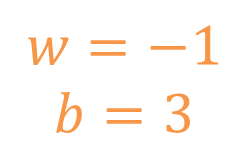 w = −1
b = 3